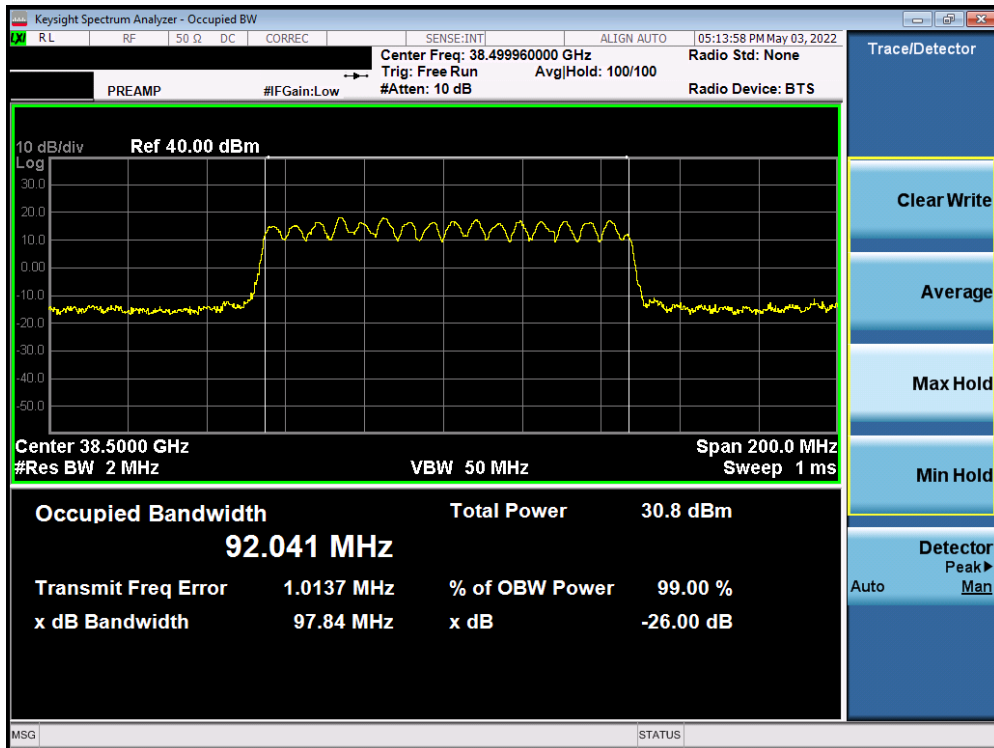 Keysight Spectrum Analyzer - Occupied BW
LXI RL RF 50 Ω DC CORREC SENSE:INT ALIGN AUTO 05:13:58 PM May 03, 2022
Center Freq: 38.499960000 GHz Radio Std: None
Trig: Free Run Avg|Hold: 100/100
PREAMP #IFGain:Low #Atten: 10 dB Radio Device: BTS
10 dB/div Ref 40.00 dBm
Log
30.0
20.0
10.0
0.00
-10.0
-20.0
-30.0
-40.0
-50.0
Center 38.5000 GHz Span 200.0 MHz
#Res BW 2 MHz VBW 50 MHz Sweep 1 ms
Occupied Bandwidth Total Power 30.8 dBm
92.041 MHz
Transmit Freq Error 1.0137 MHz % of OBW Power 99.00 %
x dB Bandwidth 97.84 MHz x dB -26.00 dB
MSG STATUS
Trace/Detector
Clear Write
Average
Max Hold
Min Hold
Detector
Peak▶
Auto Man